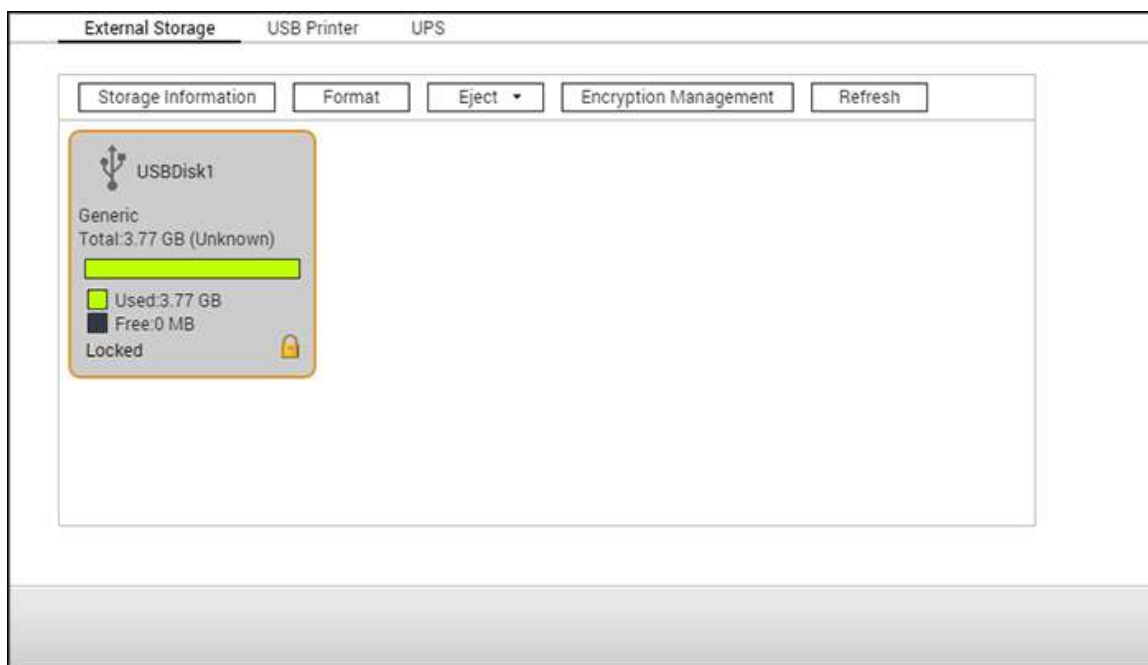 External Storage USB Printer UPS
Storage Information Format Eject Encryption Management Refresh
USBDisk1
Generic
Total:3.77 GB (Unknown)
Used:3.77 GB
Free:0 MB
Locked